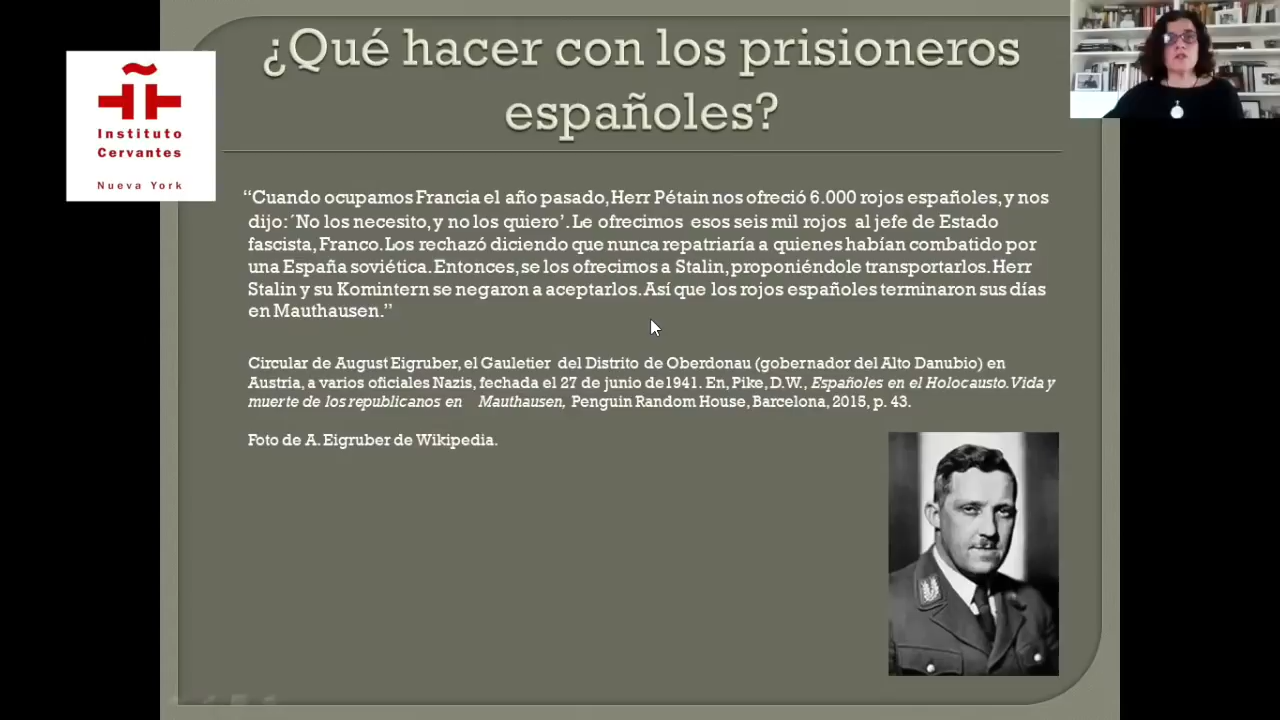 ¿Qué hacer con los prisioneros
españoles?
Instituto
Cervantes
Nueva York
“Cuando ocupamos Francia el año pasado, Herr Pétain nos ofreció 6.000 rojos españoles, y nos
dijo: ´No los necesito, y no los quiero’. Le ofrecimos esos seis mil rojos al jefe de Estado
fascista, Franco. Los rechazó diciendo que nunca repatriaría a quienes habían combatido por
una España soviética. Entonces, se los ofrecimos a Stalin, proponiéndole transportarlos. Herr
Stalin y su Komintern se negaron a aceptarlos. Así que los rojos españoles terminaron sus días
en Mauthausen.”
Circular de August Eigruber, el Gauletier del Distrito de Oberdonau (gobernador del Alto Danubio) en
Austria, a varios oficiales Nazis, fechada el 27 de junio de1941. En, Pike, D.W., Españoles en el Holocausto. Vida y
muerte de los republicanos en Mauthausen, Penguin Random House, Barcelona, 2015, p. 43.
Foto de A. Eigruber de Wikipedia.